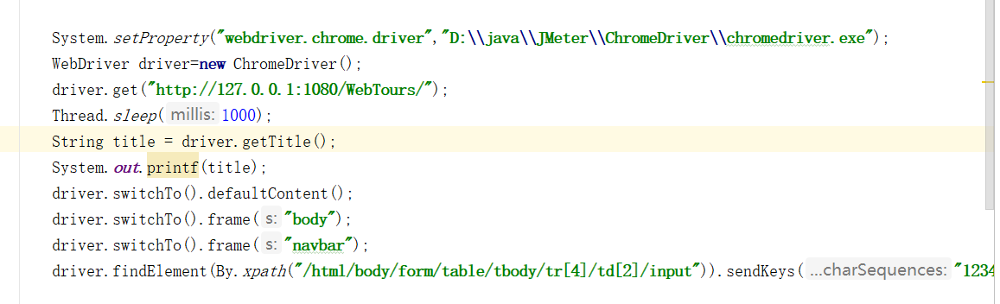 System.setProperty("webdriver.chrome.driver","D:\\java\\JMeter\\ChromeDriver\\chromedriver.exe");
WebDriver driver=new ChromeDriver();
driver.get("http://127.0.0.1:1080/WebTours/");
Thread.sleep( millis: 1000);
String title = driver.getTitle();
System.out.printf(title);
driver.switchTo().defaultContent();
driver.switchTo().frame( s: "body");
driver.switchTo().frame( s: "navbar");
driver.findElement(By.xpath("/html/body/form/table/tbody/tr[4]/td[2]/input")).sendKeys( ...charSequences: "1234